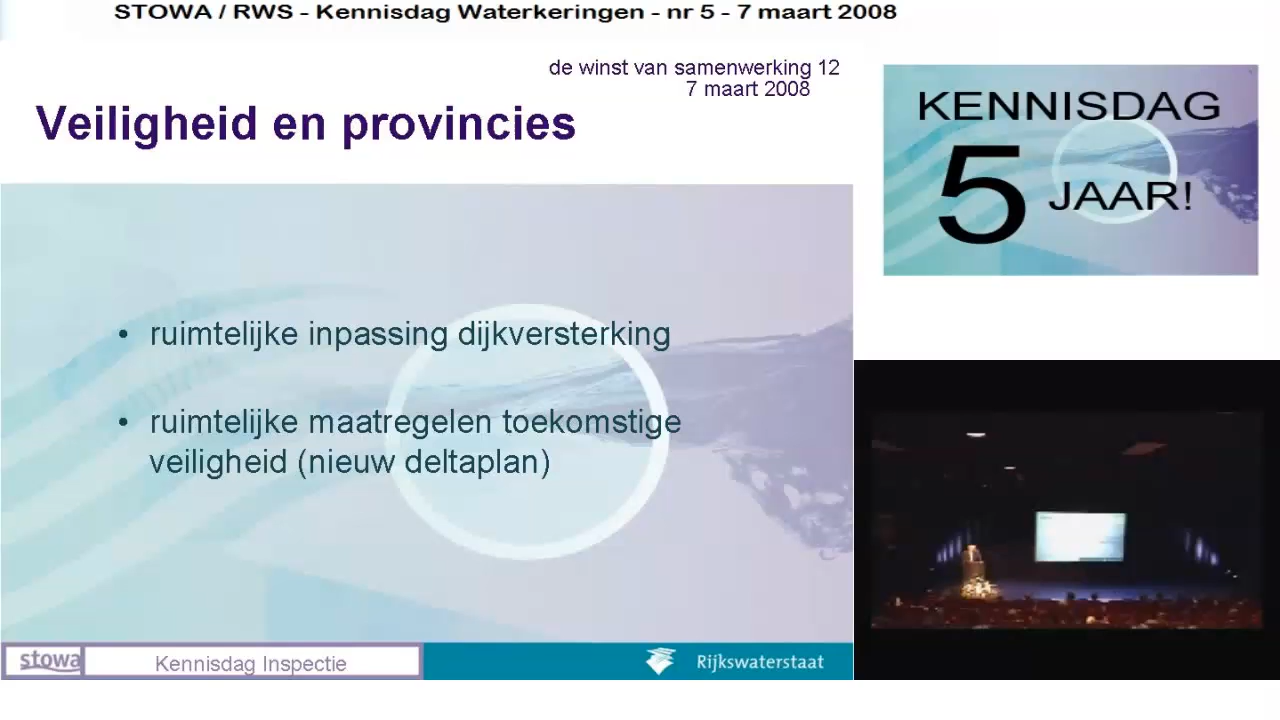 STOWA / RWS - Kennisdag Waterkeringen - nr 5 - 7 maart 2008
de winst van samenwerking 12
7 maart 2008
Veiligheid en provincies
KENNISDAG
5 JAAR!
• ruimtelijke inpassing dijkversterking
• ruimtelijke maatregelen toekomstige
veiligheid (nieuw deltaplan)
stowa
Kennisdag Inspectie
Rijkswaterstaat